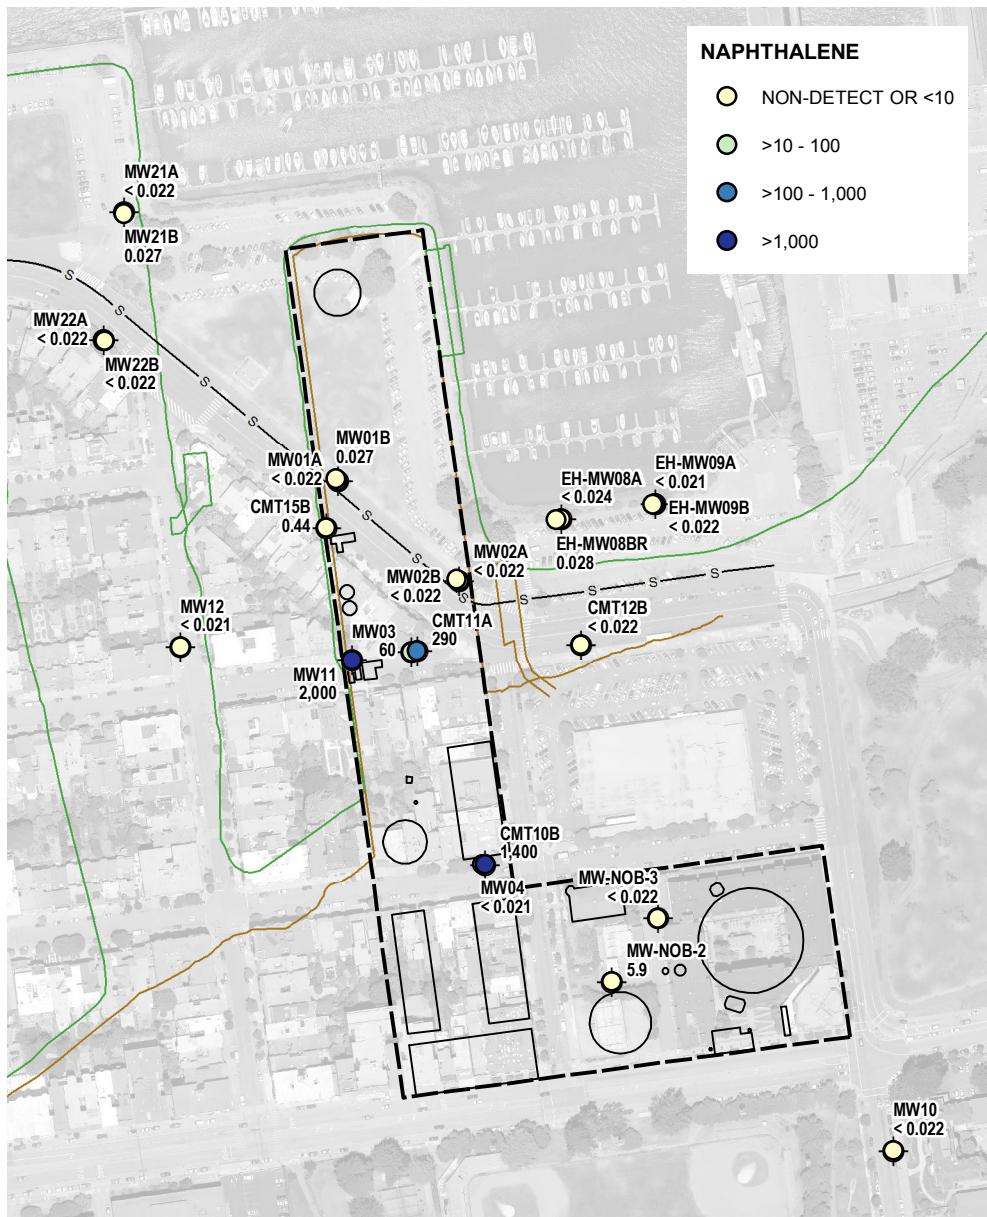 NAPHTHALENE
NON-DETECT OR <10
>10 - 100
>100 - 1,000
>1,000
MW21A
< 0.022
MW21B
0.027
S
MW22A
< 0.022
MW22B
< 0.022
S
S
S
MW01B
0.027
MW01A
< 0.022
CMT15B
0.44
S
S
EH-MW09A
< 0.021
EH-MW08A
< 0.024
EH-MW09B
< 0.022
EH-MW08BR
0.028
MW02A
< 0.022
MW02B
< 0.022
S
S
S
S
S
CMT12B
< 0.022
MW12
< 0.021
CMT11A
290
MW03
60
MW11
2,000
CMT10B
1,400
MW04
< 0.021
MW-NOB-3
< 0.022
MW-NOB-2
5.9
MW10
< 0.022